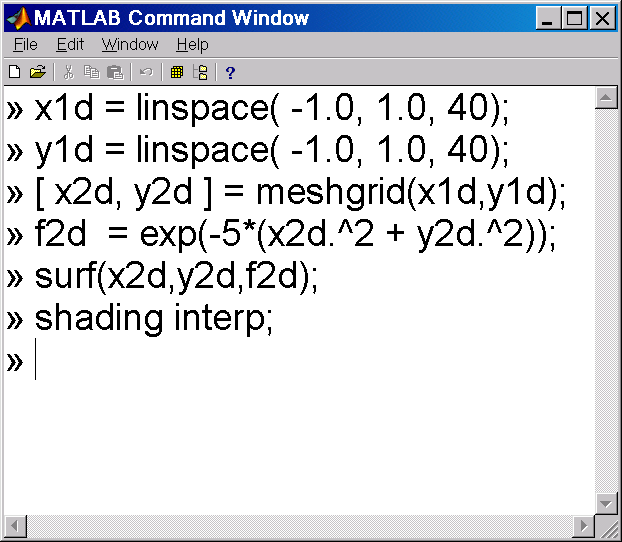 MATLAB Command Window
File Edit Window Help
» x1d = linspace( -1.0, 1.0, 40);
» y1d = linspace( -1.0, 1.0, 40);
» [ x2d, y2d ] = meshgrid(x1d,y1d);
» f2d  = exp(-5*(x2d.^2 + y2d.^2));
» surf(x2d,y2d,f2d);
» shading interp;
»